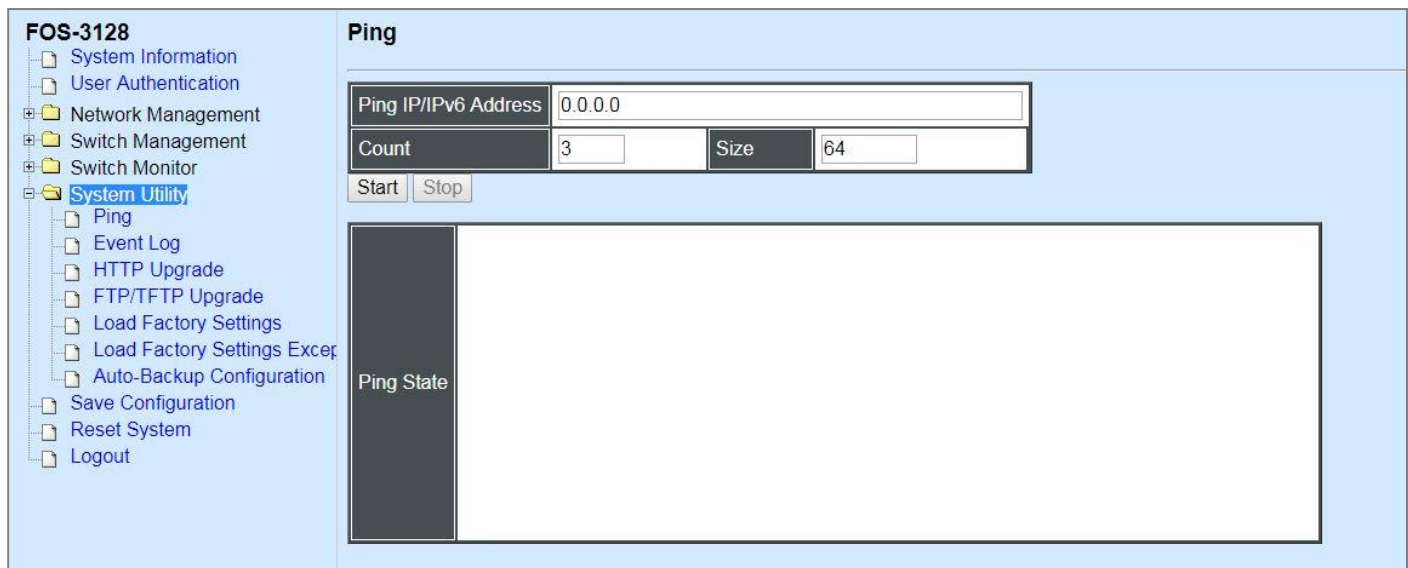 FOS-3128
System Information
User Authentication
Network Management
Switch Management
Switch Monitor
System Utility
Ping
Event Log
HTTP Upgrade
FTP/TFTP Upgrade
Load Factory Settings
Load Factory Settings Excep
Auto-Backup Configuration
Save Configuration
Reset System
Logout
Ping
Ping IP/IPv6 Address 0.0.0.0
Count 3 Size 64
Start Stop
Ping State